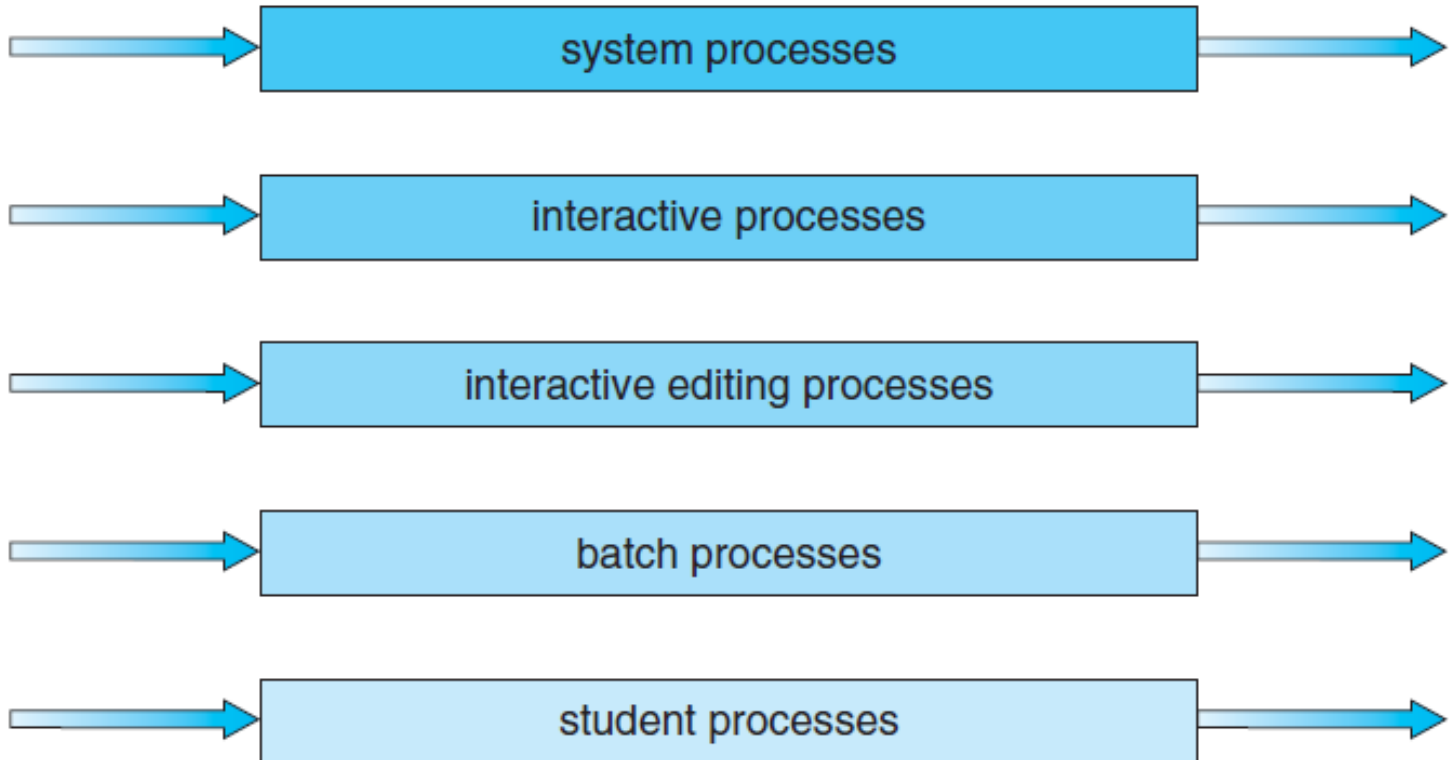 system processes
interactive processes
interactive editing processes
batch processes
student processes